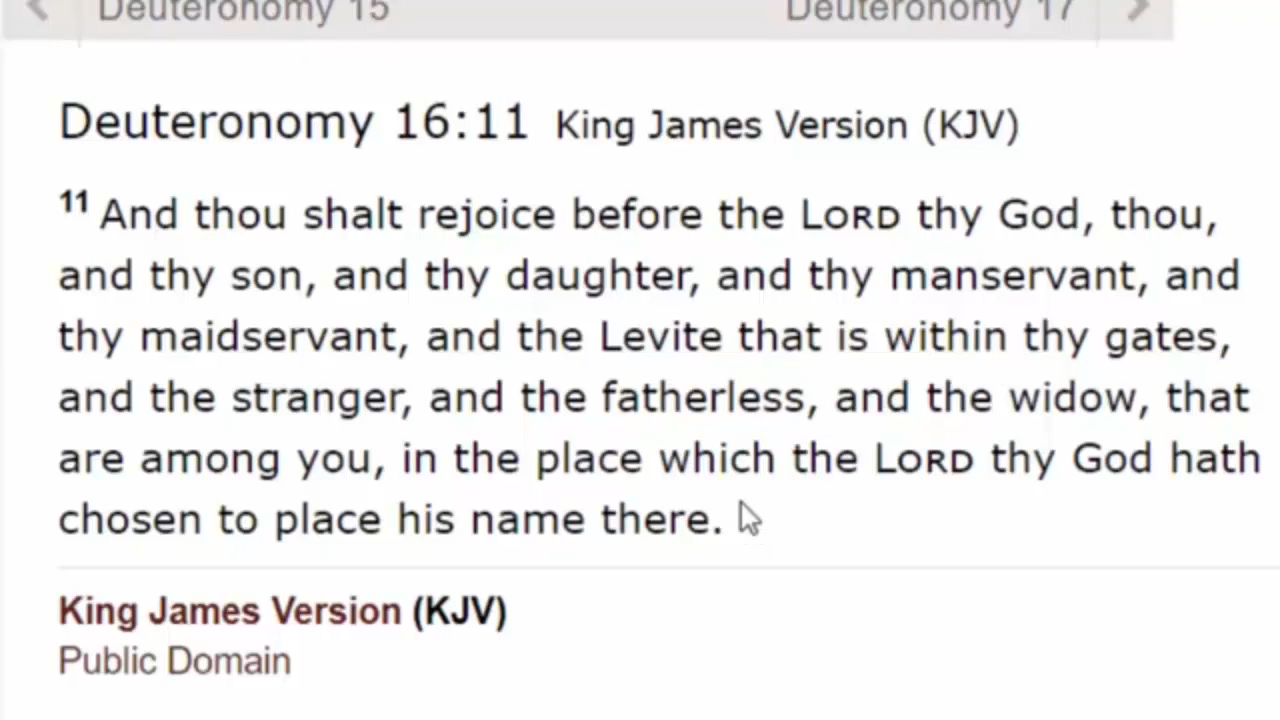 Deuteronomy 15 Deuteronomy 17
Deuteronomy 16:11 King James Version (KJV)
11 And thou shalt rejoice before the LORD thy God, thou,
and thy son, and thy daughter, and thy manservant, and
thy maidservant, and the Levite that is within thy gates,
and the stranger, and the fatherless, and the widow, that
are among you, in the place which the LORD thy God hath
chosen to place his name there.
King James Version (KJV)
Public Domain